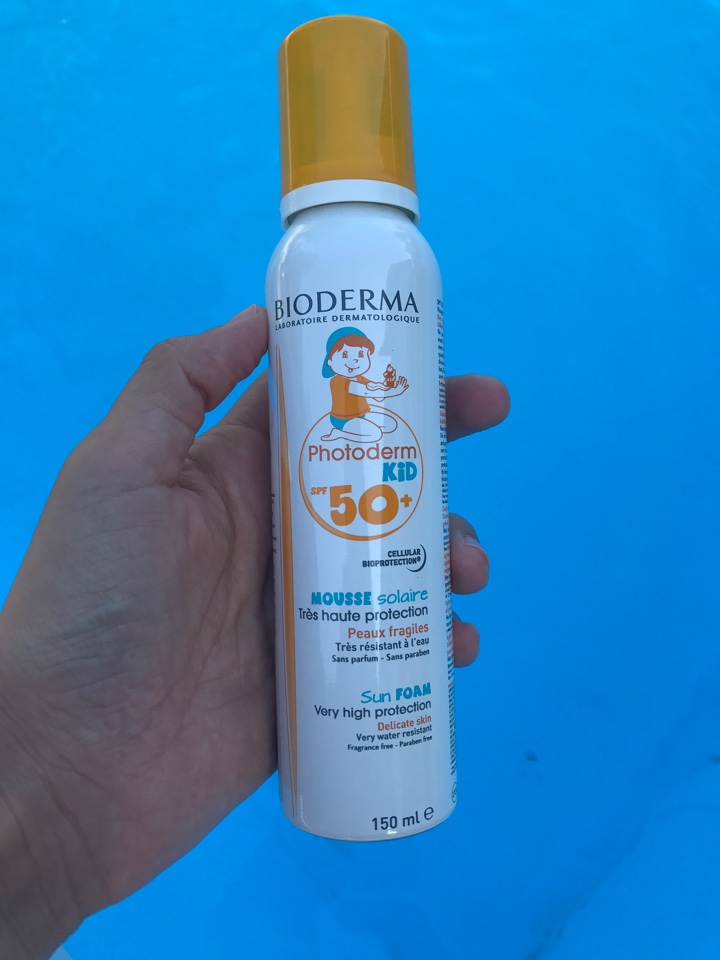 BIODERMA
LABORATOIRE DERMATOLOGIQUE
Photoderm
KiD
SPF 50+
CELLULAR
BIOPROTECTION®
MOUSSE solaire
Très haute protection
Peaux fragiles
Très résistant à l'eau
Sans parfum - Sans paraben
Sun FOAM
Very high protection
Delicate skin
Very water resistant
Fragrance free - Paraben free
150 ml e